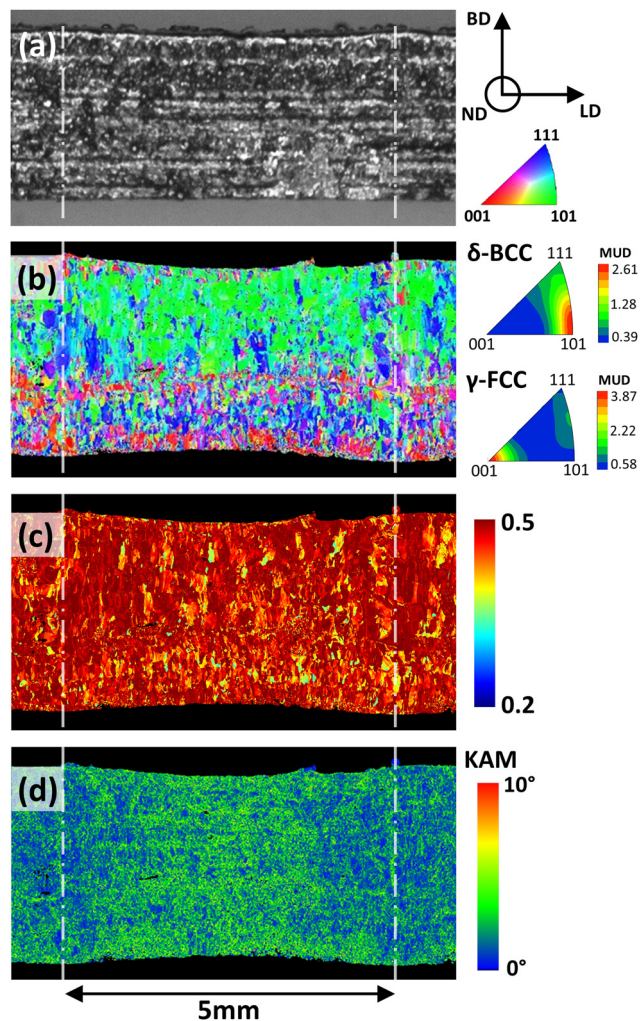 (a)
BD
ND
LD
111
001
101
(b)
δ-BCC
111
001
101
MUD
2.61
1.28
0.39
γ-FCC
111
001
101
MUD
3.87
2.22
0.58
(c)
0.5
0.2
(d)
KAM
10°
0°
5mm